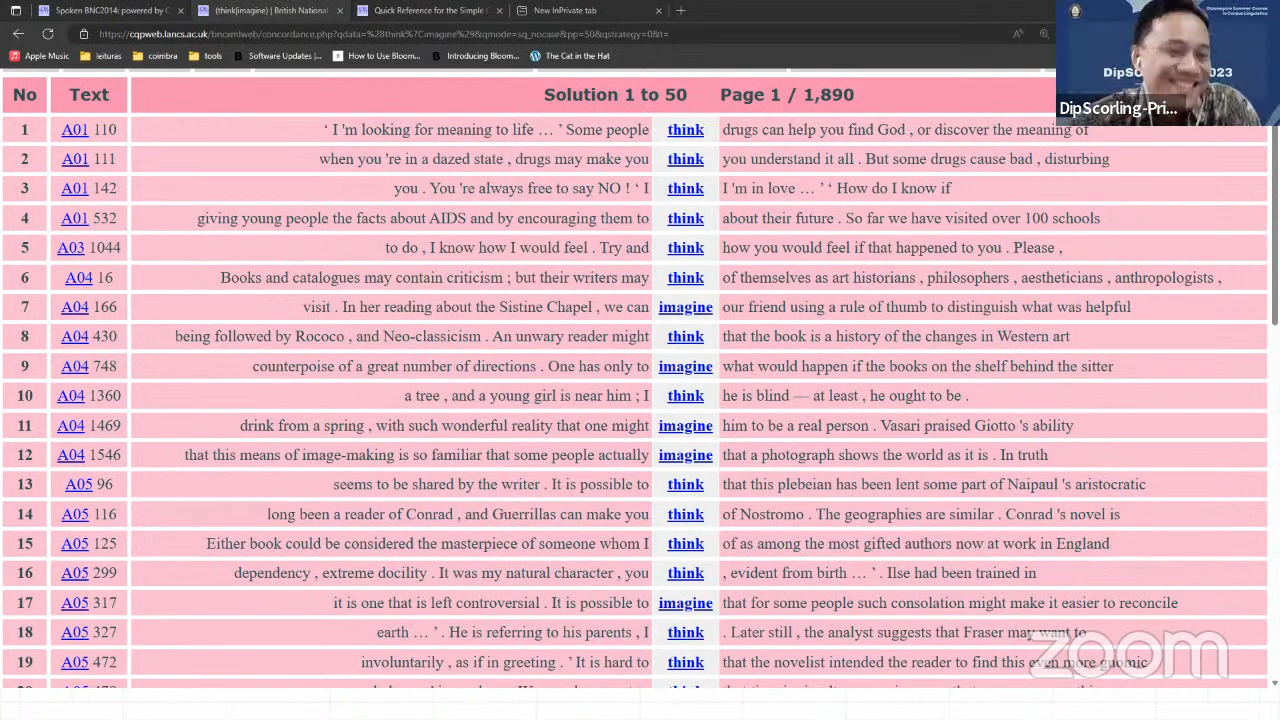 Spoken BNC2014: powered by C
(think|imagine) | British National
Quick Reference for the Simple
New InPrivate tab
https://cqpweb.lancs.ac.uk/bncxmlweb/concordance.php?qdata=%28think%7Cimagine%29&qmode=sq_nocase&pp=50&qstrategy=0&t=
Apple Music leituras coimbra tools Software Updates |... How to Use Bloom... Introducing Bloom... The Cat in the Hat
No Text Solution 1 to 50 Page 1 / 1,890
1 A01 110 ‘ I 'm looking for meaning to life … ’ Some people think drugs can help you find God , or discover the meaning of
2 A01 111 when you 're in a dazed state , drugs may make you think you understand it all . But some drugs cause bad , disturbing
3 A01 142 you . You 're always free to say NO ! ‘ I think I 'm in love … ’ ‘ How do I know if
4 A01 532 giving young people the facts about AIDS and by encouraging them to think about their future . So far we have visited over 100 schools
5 A03 1044 to do , I know how I would feel . Try and think how you would feel if that happened to you . Please ,
6 A04 16 Books and catalogues may contain criticism ; but their writers may think of themselves as art historians , philosophers , aestheticians , anthropologists ,
7 A04 166 visit . In her reading about the Sistine Chapel , we can imagine our friend using a rule of thumb to distinguish what was helpful
8 A04 430 being followed by Rococo , and Neo-classicism . An unwary reader might think that the book is a history of the changes in Western art
9 A04 748 counterpoise of a great number of directions . One has only to imagine what would happen if the books on the shelf behind the sitter
10 A04 1360 a tree , and a young girl is near him ; I think he is blind — at least , he ought to be .
11 A04 1469 drink from a spring , with such wonderful reality that one might imagine him to be a real person . Vasari praised Giotto 's ability
12 A04 1546 that this means of image-making is so familiar that some people actually imagine that a photograph shows the world as it is . In truth
13 A05 96 seems to be shared by the writer . It is possible to think that this plebeian has been lent some part of Naipaul 's aristocratic
14 A05 116 long been a reader of Conrad , and Guerrillas can make you think of Nostromo . The geographies are similar . Conrad 's novel is
15 A05 125 Either book could be considered the masterpiece of someone whom I think of as among the most gifted authors now at work in England
16 A05 299 dependency , extreme docility . It was my natural character , you think , evident from birth … ’ . Ilse had been trained in
17 A05 317 it is one that is left controversial . It is possible to imagine that for some people such consolation might make it easier to reconcile
18 A05 327 earth … ’ . He is referring to his parents , I think . Later still , the analyst suggests that Fraser may want to
19 A05 472 involuntarily , as if in greeting . ’ It is hard to think that the novelist intended the reader to find this even more gnomic
Diponegoro Summer Course
in Corpus Linguistics
DipSC 2023
DipScorling-Pri...
zoom